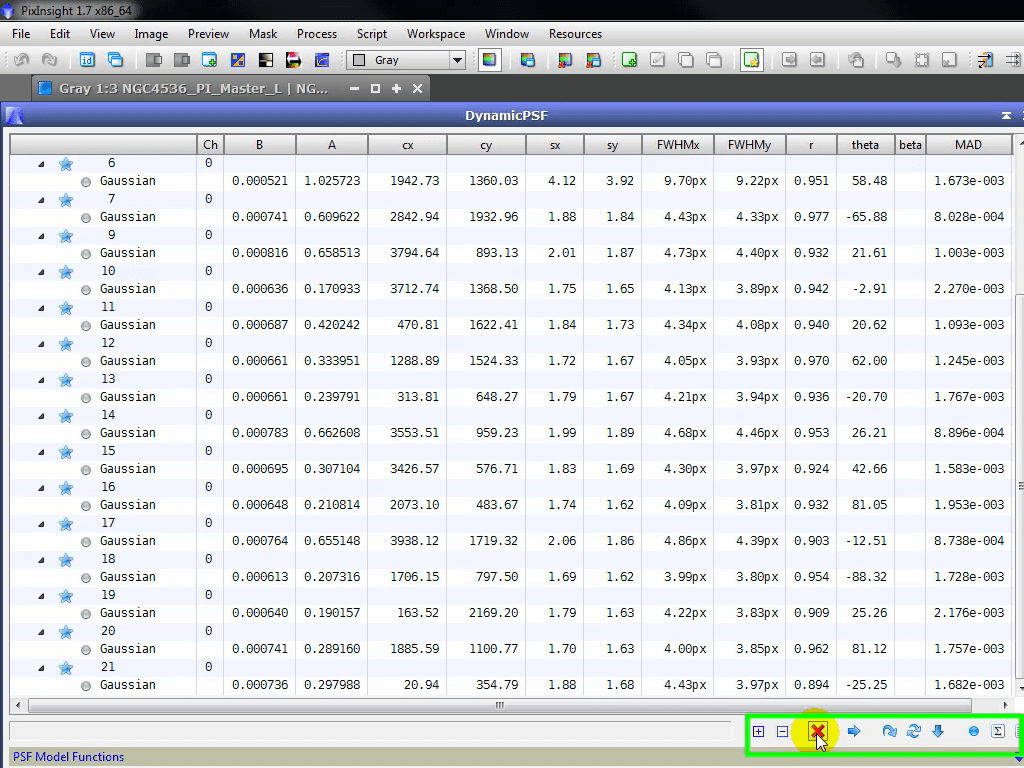 PixInsight 1.7 x86_64
File Edit View Image Preview Mask Process Script Workspace Window Resources
id Gray
Gray 1:3 NGC4536_PI_Master_L | NG...
DynamicPSF
Ch B A cx cy sx sy FWHMx FWHMy r theta beta MAD
6 0
Gaussian 0.000521 1.025723 1942.73 1360.03 4.12 3.92 9.70px 9.22px 0.951 58.48 1.673e-003
7 0
Gaussian 0.000741 0.609622 2842.94 1932.96 1.88 1.84 4.43px 4.33px 0.977 -65.88 8.028e-004
9 0
Gaussian 0.000816 0.658513 3794.64 893.13 2.01 1.87 4.73px 4.40px 0.932 21.61 1.003e-003
10 0
Gaussian 0.000636 0.170933 3712.74 1368.50 1.75 1.65 4.13px 3.89px 0.942 -2.91 2.270e-003
11 0
Gaussian 0.000687 0.420242 470.81 1622.41 1.84 1.73 4.34px 4.08px 0.940 20.62 1.093e-003
12 0
Gaussian 0.000661 0.333951 1288.89 1524.33 1.72 1.67 4.05px 3.93px 0.970 62.00 1.245e-003
13 0
Gaussian 0.000661 0.239791 313.81 648.27 1.79 1.67 4.21px 3.94px 0.936 -20.70 1.767e-003
14 0
Gaussian 0.000783 0.662608 3553.51 959.23 1.99 1.89 4.68px 4.46px 0.953 26.21 8.896e-004
15 0
Gaussian 0.000695 0.307104 3426.57 576.71 1.83 1.69 4.30px 3.97px 0.924 42.66 1.583e-003
16 0
Gaussian 0.000648 0.210814 2073.10 483.67 1.74 1.62 4.09px 3.81px 0.932 81.05 1.953e-003
17 0
Gaussian 0.000764 0.655148 3938.12 1719.32 2.06 1.86 4.86px 4.39px 0.903 -12.51 8.738e-004
18 0
Gaussian 0.000613 0.207316 1706.15 797.50 1.69 1.62 3.99px 3.80px 0.954 -88.32 1.728e-003
19 0
Gaussian 0.000640 0.190157 163.52 2169.20 1.79 1.63 4.22px 3.83px 0.909 25.26 2.176e-003
20 0
Gaussian 0.000741 0.289160 1885.59 1100.77 1.70 1.63 4.00px 3.85px 0.962 81.12 1.757e-003
21 0
Gaussian 0.000736 0.297988 20.94 354.79 1.88 1.68 4.43px 3.97px 0.894 -25.25 1.682e-003
Σ
PSF Model Functions